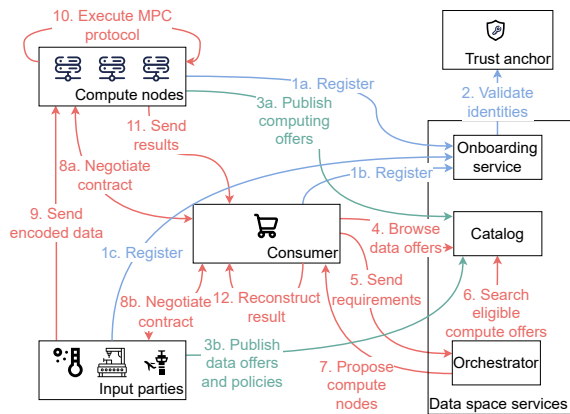 10. Execute MPC
protocol
Compute nodes
Trust anchor
1a. Register
2. Validate
identities
3a. Publish
computing
offers
11. Send
results
Onboarding
service
8a. Negotiate
contract
1b. Register
9. Send
encoded data
4. Browse
data offers
Catalog
Consumer
1c. Register
5. Send
requirements
6. Search
eligible
compute offers
8b. Negotiate
contract
12. Reconstruct
result
3b. Publish
data offers
and policies
7. Propose
compute
nodes
Orchestrator
Input parties
Data space services